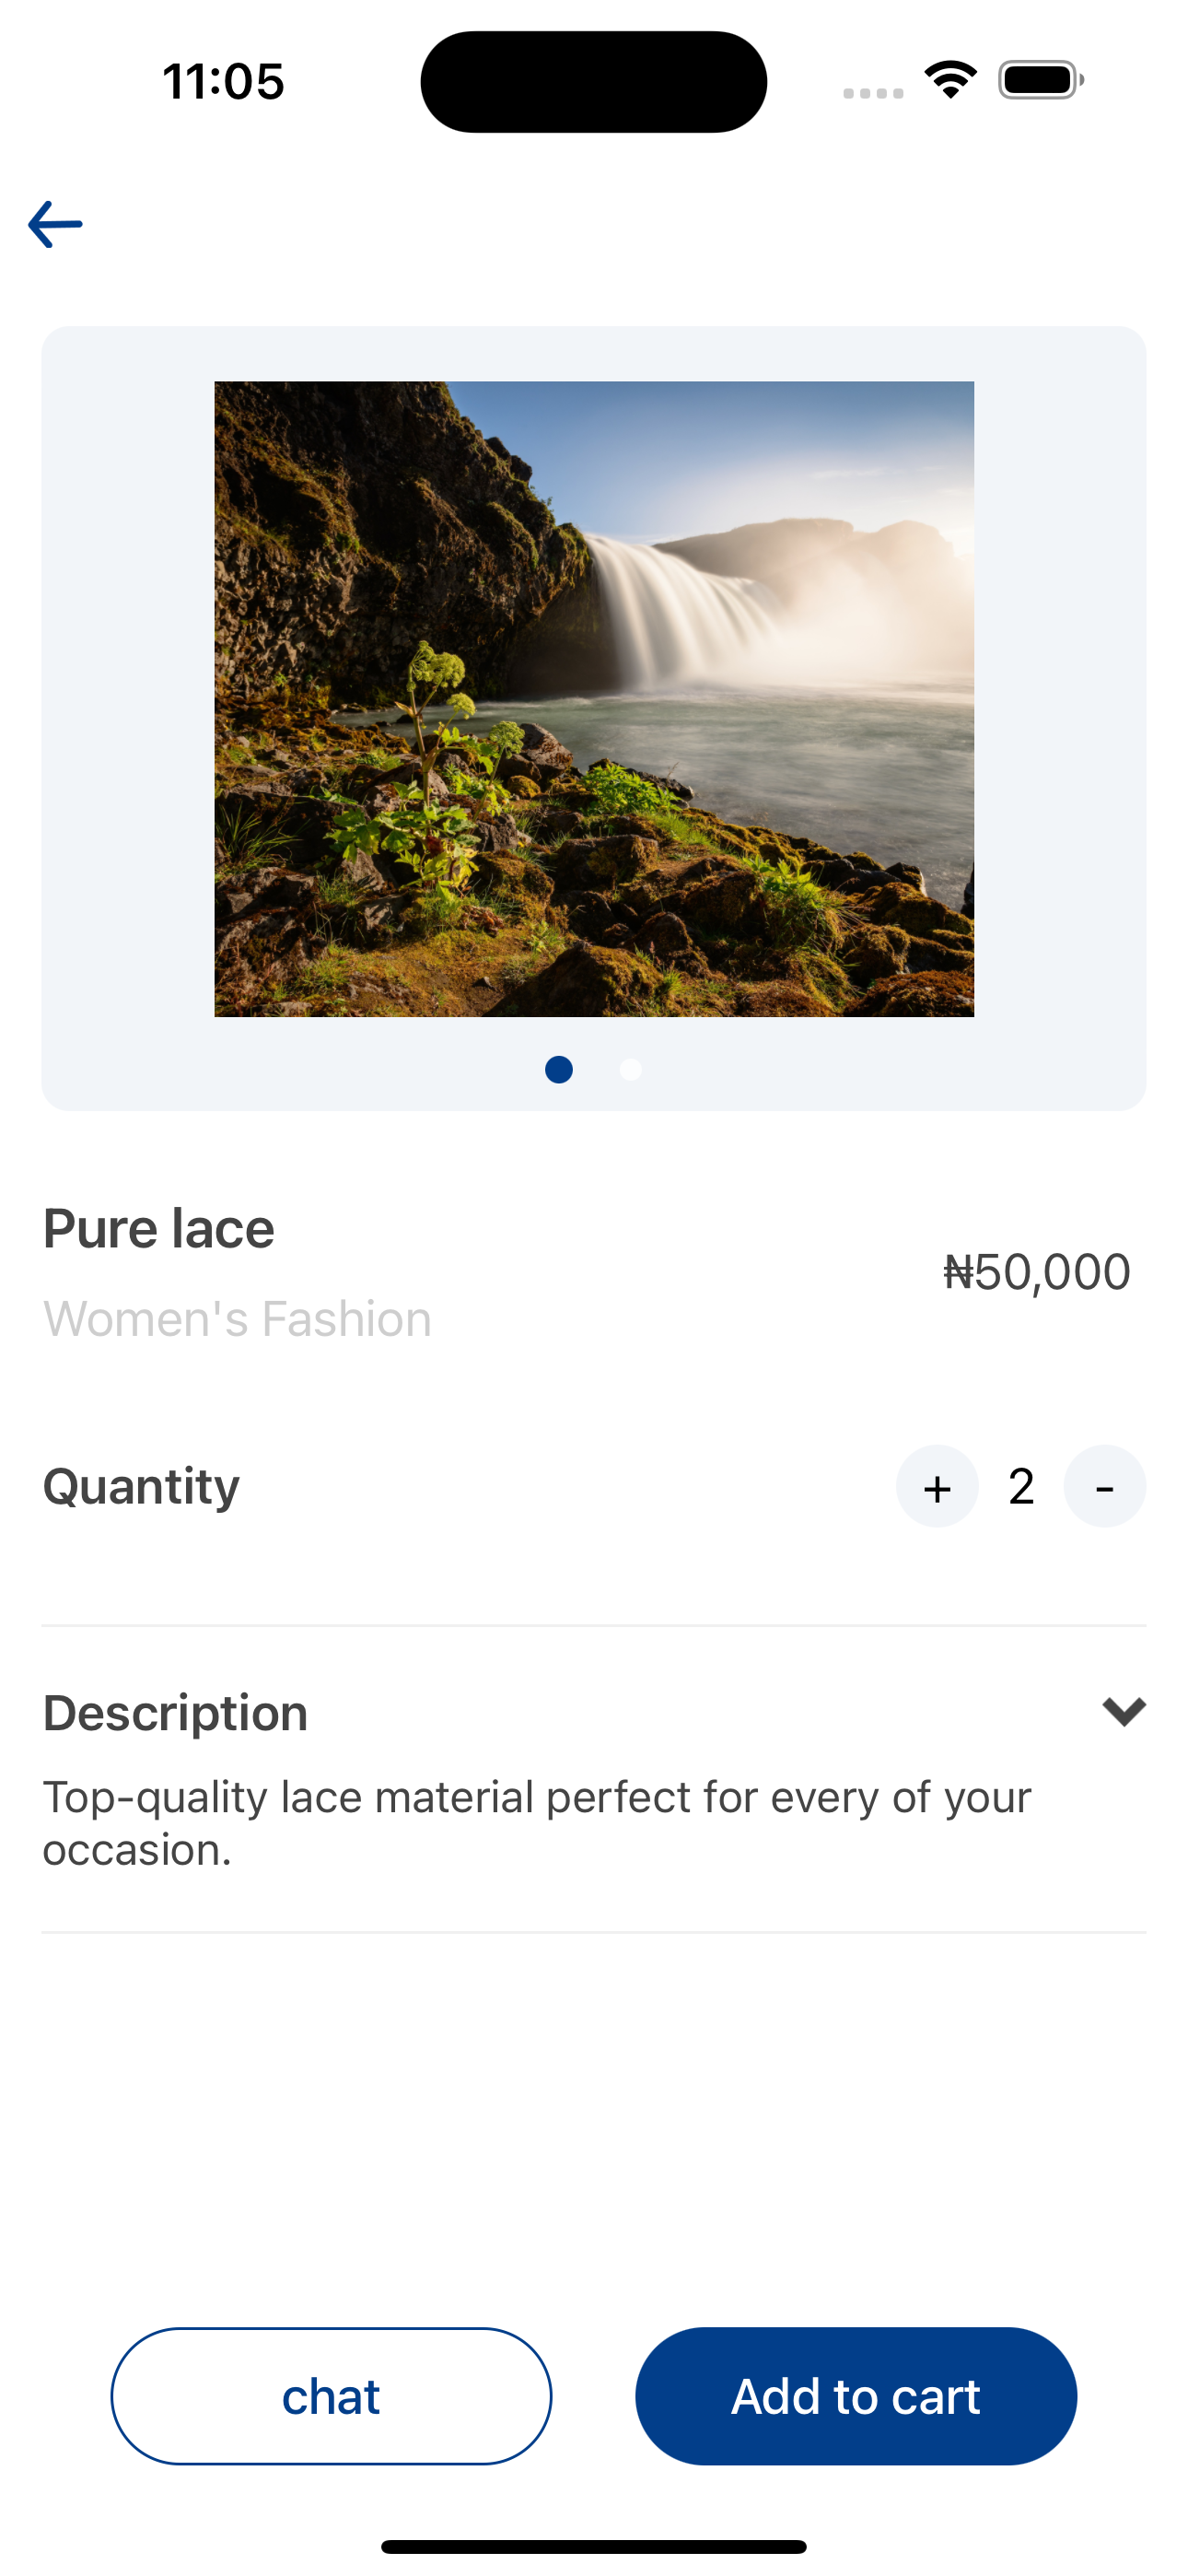 11:05
Pure lace
₦50,000
Women's Fashion
Quantity
+ 2 -
Description
Top-quality lace material perfect for every of your
occasion.
chat
Add to cart